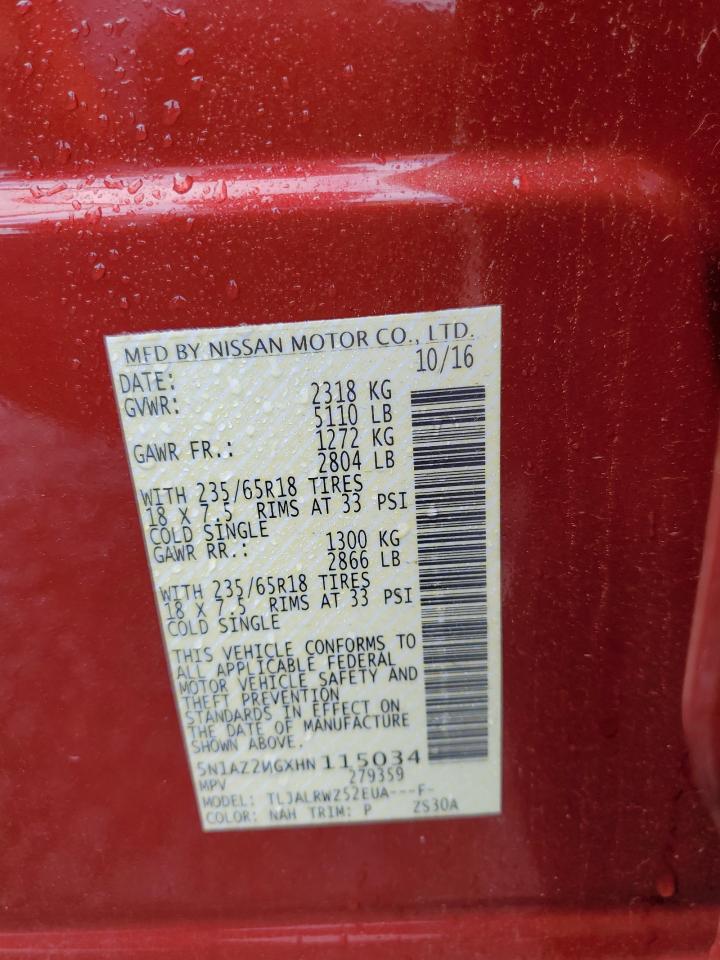 MFD BY NISSAN MOTOR CO., LTD.
DATE: 10/16
GVWR: 2318 KG
5110 LB
GAWR FR.: 1272 KG
2804 LB
WITH 235/65R18 TIRES
18 X 7.5 RIMS AT 33 PSI
COLD SINGLE
GAWR RR.: 1300 KG
2866 LB
WITH 235/65R18 TIRES
18 X 7.5 RIMS AT 33 PSI
COLD SINGLE
THIS VEHICLE CONFORMS TO
ALL APPLICABLE FEDERAL
MOTOR VEHICLE SAFETY AND
THEFT PREVENTION
STANDARDS IN EFFECT ON
THE DATE OF MANUFACTURE
SHOWN ABOVE.
5N1AZ2MGXHN115034
MPV 279359
MODEL: TLJALRWZ52EUA---F-
COLOR: NAH TRIM: P ZS30A